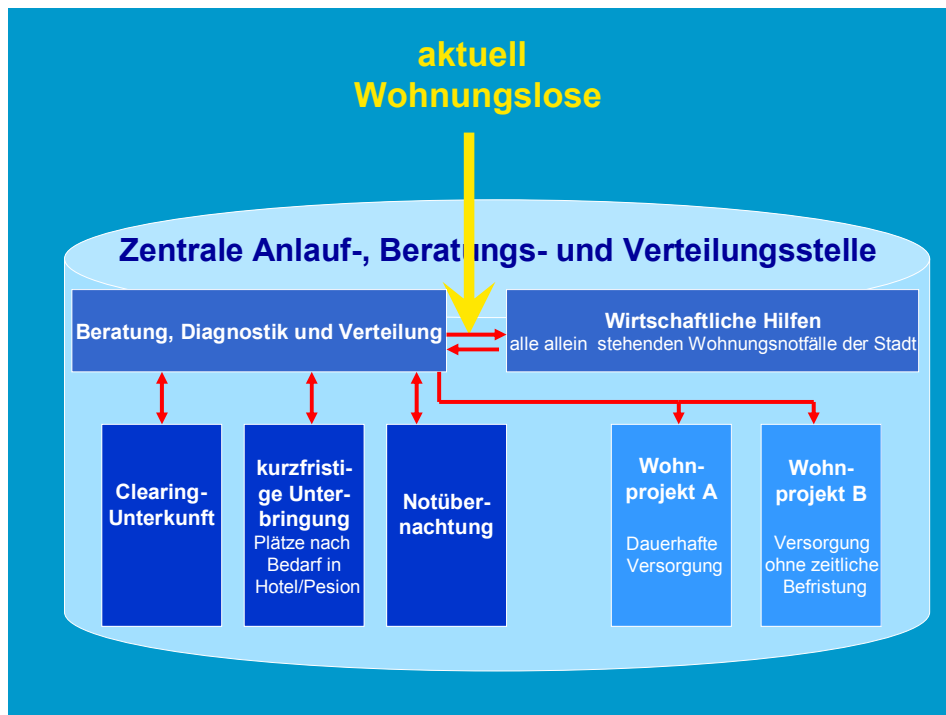 aktuell
Wohnungslose
Zentrale Anlauf-, Beratungs- und Verteilungsstelle
Beratung, Diagnostik und Verteilung
Wirtschaftliche Hilfen
alle allein stehenden Wohnungsnotfälle der Stadt
Clearing-
Unterkunft
kurzfristi-
ge Unter-
bringung
Plätze nach
Bedarf in
Hotel/Pesion
Notüber-
nachtung
Wohn-
projekt A
Dauerhafte
Versorgung
Wohn-
projekt B
Versorgung
ohne zeitliche
Befristung